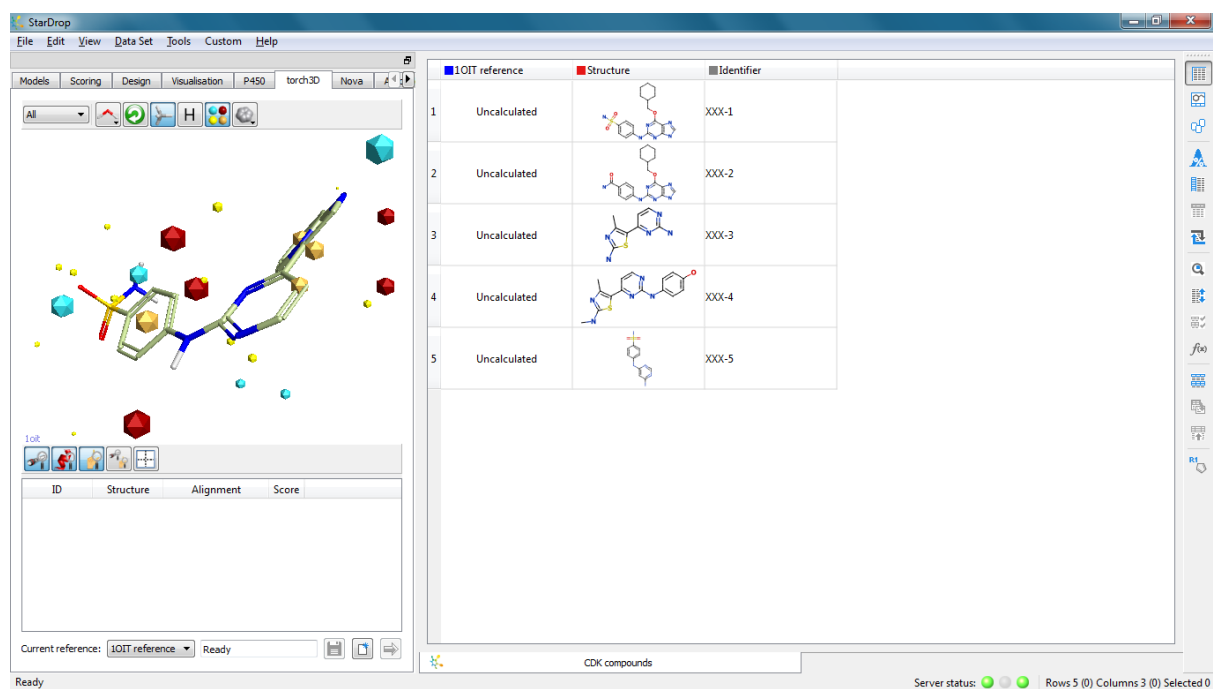 StarDrop
File Edit View Data Set Tools Custom Help
Models Scoring Design Visualisation P450 torch3D Nova
All H
1oit
ID Structure Alignment Score
Current reference: 1OIT reference Ready
1OIT reference Structure Identifier
1 Uncalculated XXX-1
2 Uncalculated XXX-2
3 Uncalculated XXX-3
4 Uncalculated XXX-4
5 Uncalculated XXX-5
CDK compounds
f(x)
R1
Ready
Server status: Rows 5 (0) Columns 3 (0) Selected 0